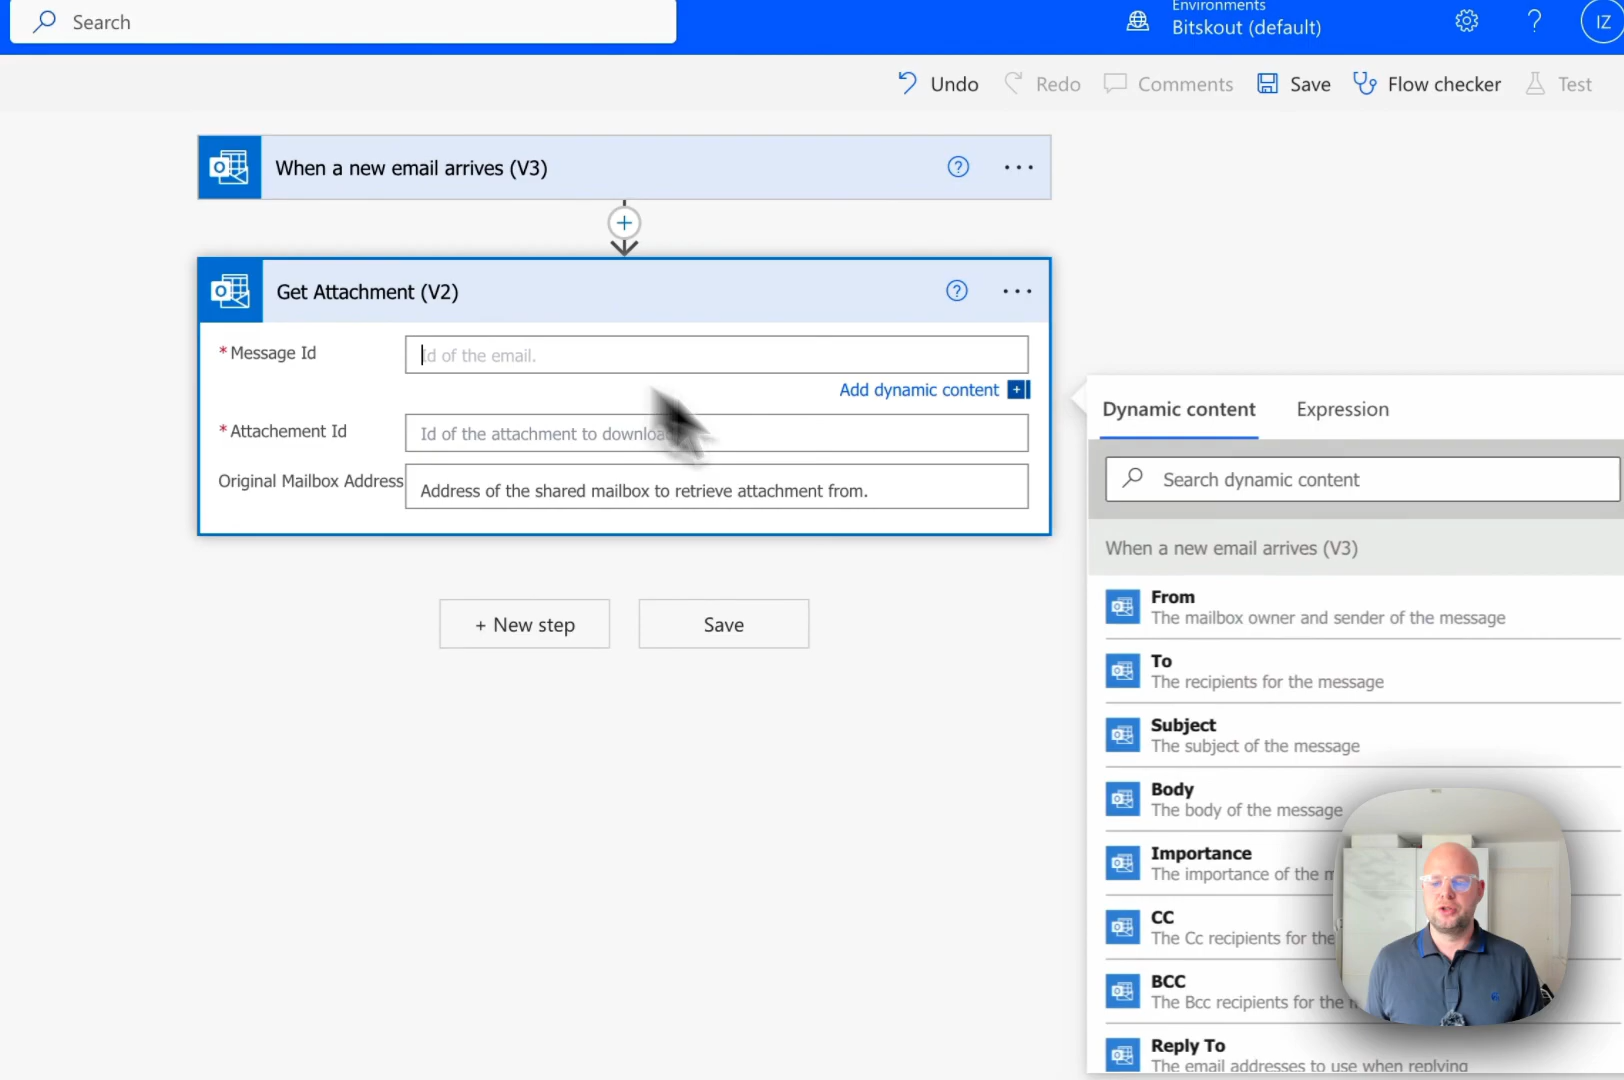 Search
Environments
Bitskout (default)
?
IZ
Undo
Redo
Comments
Save
Flow checker
Test
When a new email arrives (V3)
?
Get Attachment (V2)
?
* Message Id
Id of the email.
Add dynamic content
* Attachement Id
Id of the attachment to download
Original Mailbox Address
Address of the shared mailbox to retrieve attachment from.
+ New step
Save
Dynamic content
Expression
Search dynamic content
When a new email arrives (V3)
From
The mailbox owner and sender of the message
To
The recipients for the message
Subject
The subject of the message
Body
The body of the message
Importance
The importance of the
CC
The Cc recipients for the
BCC
The Bcc recipients for the
Reply To
The email addresses to use when replying